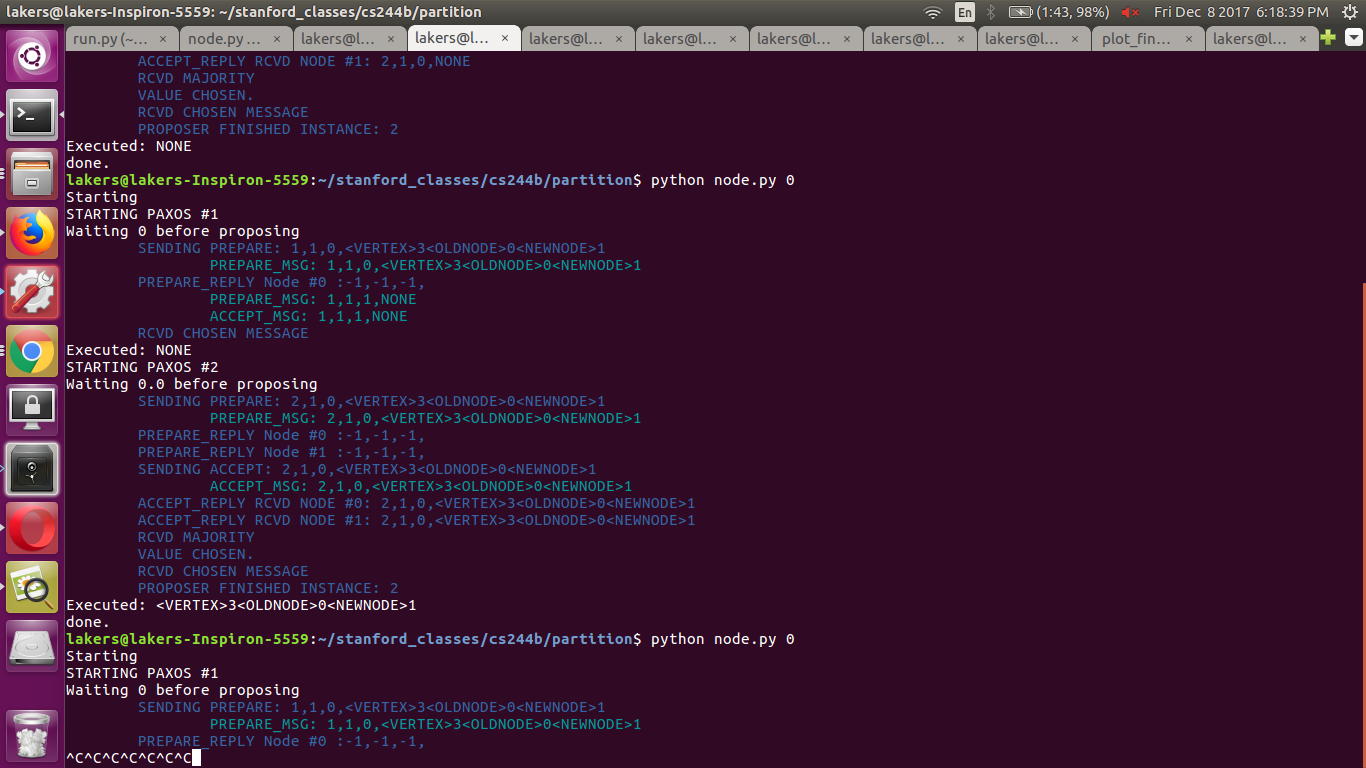 lakers@lakers-Inspiron-5559: ~/stanford_classes/cs244b/partition
En
(1:43, 98%)
Fri Dec 8 2017 6:18:39 PM
run.py (~... ×
node.py ... ×
lakers@l... ×
lakers@l... ×
lakers@l... ×
lakers@l... ×
lakers@l... ×
lakers@l... ×
lakers@l... ×
plot_fin... ×
lakers@l... ×
ACCEPT_REPLY RCVD NODE #1: 2,1,0,NONE
RCVD MAJORITY
VALUE CHOSEN.
RCVD CHOSEN MESSAGE
PROPOSER FINISHED INSTANCE: 2
Executed: NONE
done.
lakers@lakers-Inspiron-5559:~/stanford_classes/cs244b/partition$ python node.py 0
Starting
STARTING PAXOS #1
Waiting 0 before proposing
SENDING PREPARE: 1,1,0,<VERTEX>3<OLDNODE>0<NEWNODE>1
PREPARE_MSG: 1,1,0,<VERTEX>3<OLDNODE>0<NEWNODE>1
PREPARE_REPLY Node #0 :-1,-1,-1,
PREPARE_MSG: 1,1,1,NONE
ACCEPT_MSG: 1,1,1,NONE
RCVD CHOSEN MESSAGE
Executed: NONE
STARTING PAXOS #2
Waiting 0.0 before proposing
SENDING PREPARE: 2,1,0,<VERTEX>3<OLDNODE>0<NEWNODE>1
PREPARE_MSG: 2,1,0,<VERTEX>3<OLDNODE>0<NEWNODE>1
PREPARE_REPLY Node #0 :-1,-1,-1,
PREPARE_REPLY Node #1 :-1,-1,-1,
SENDING ACCEPT: 2,1,0,<VERTEX>3<OLDNODE>0<NEWNODE>1
ACCEPT_MSG: 2,1,0,<VERTEX>3<OLDNODE>0<NEWNODE>1
ACCEPT_REPLY RCVD NODE #0: 2,1,0,<VERTEX>3<OLDNODE>0<NEWNODE>1
ACCEPT_REPLY RCVD NODE #1: 2,1,0,<VERTEX>3<OLDNODE>0<NEWNODE>1
RCVD MAJORITY
VALUE CHOSEN.
RCVD CHOSEN MESSAGE
PROPOSER FINISHED INSTANCE: 2
Executed: <VERTEX>3<OLDNODE>0<NEWNODE>1
done.
lakers@lakers-Inspiron-5559:~/stanford_classes/cs244b/partition$ python node.py 0
Starting
STARTING PAXOS #1
Waiting 0 before proposing
SENDING PREPARE: 1,1,0,<VERTEX>3<OLDNODE>0<NEWNODE>1
PREPARE_MSG: 1,1,0,<VERTEX>3<OLDNODE>0<NEWNODE>1
PREPARE_REPLY Node #0 :-1,-1,-1,
^C^C^C^C^C^C^C